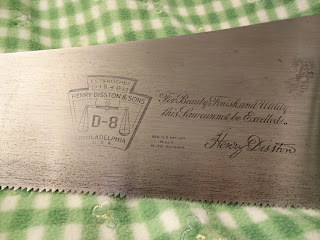 ESTABLISHED
1840
HENRY DISSTON & SONS
D-8
PHILADELPHIA
For Beauty, Finish and Utility
this Saw cannot be Excelled.
Henry Disston